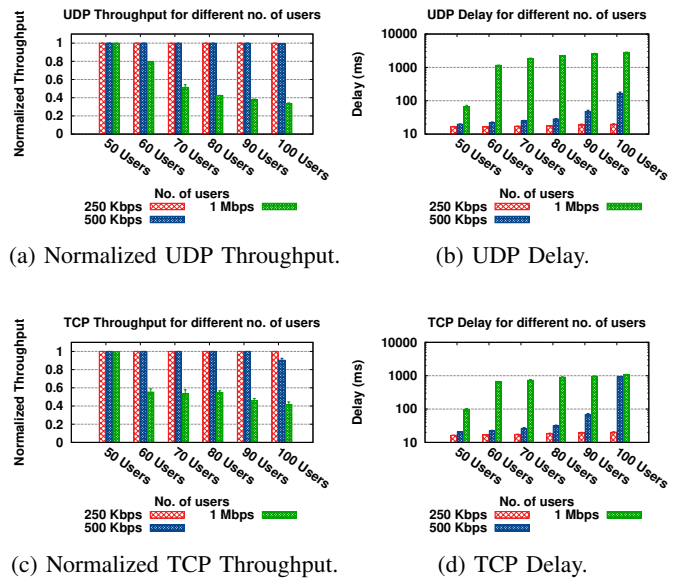 UDP Throughput for different no. of users
Normalized Throughput
1
0.8
0.6
0.4
0.2
0
50 Users
60 Users
70 Users
80 Users
90 Users
100 Users
No. of users
250 Kbps
500 Kbps
1 Mbps
(a) Normalized UDP Throughput.
UDP Delay for different no. of users
Delay (ms)
10000
1000
100
10
50 Users
60 Users
70 Users
80 Users
90 Users
100 Users
No. of users
250 Kbps
500 Kbps
1 Mbps
(b) UDP Delay.
TCP Throughput for different no. of users
Normalized Throughput
1
0.8
0.6
0.4
0.2
0
50 Users
60 Users
70 Users
80 Users
90 Users
100 Users
No. of users
250 Kbps
500 Kbps
1 Mbps
(c) Normalized TCP Throughput.
TCP Delay for different no. of users
Delay (ms)
10000
1000
100
10
50 Users
60 Users
70 Users
80 Users
90 Users
100 Users
No. of users
250 Kbps
500 Kbps
1 Mbps
(d) TCP Delay.